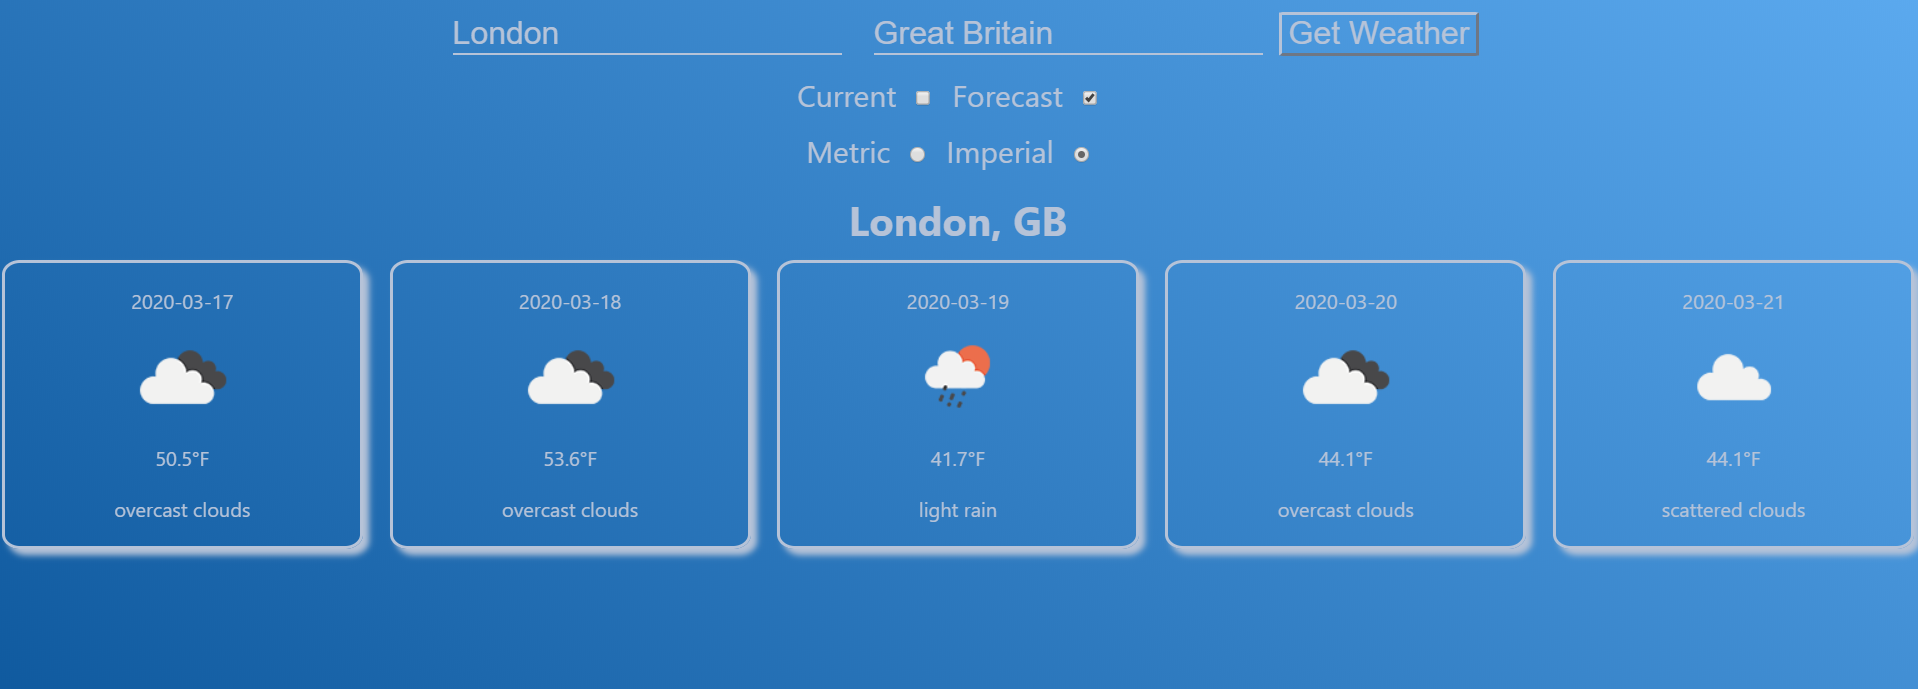 London Great Britain Get Weather
Current Forecast
Metric Imperial
London, GB
2020-03-17
50.5°F
overcast clouds
2020-03-18
53.6°F
overcast clouds
2020-03-19
41.7°F
light rain
2020-03-20
44.1°F
overcast clouds
2020-03-21
44.1°F
scattered clouds